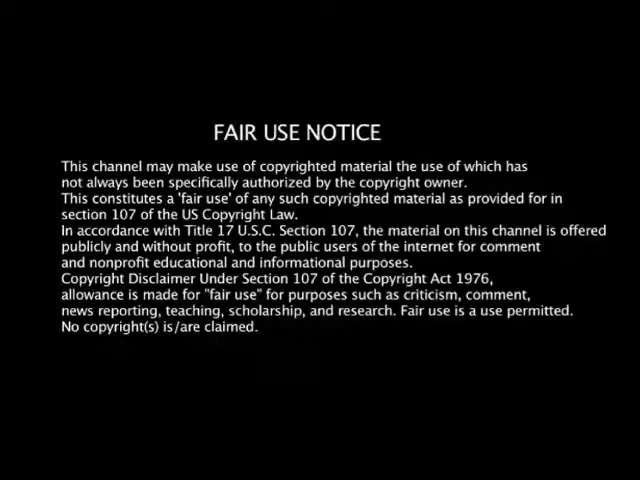 FAIR USE NOTICE
This channel may make use of copyrighted material the use of which has
not always been specifically authorized by the copyright owner.
This constitutes a 'fair use' of any such copyrighted material as provided for in
section 107 of the US Copyright Law.
In accordance with Title 17 U.S.C. Section 107, the material on this channel is offered
publicly and without profit, to the public users of the internet for comment
and nonprofit educational and informational purposes.
Copyright Disclaimer Under Section 107 of the Copyright Act 1976,
allowance is made for "fair use" for purposes such as criticism, comment,
news reporting, teaching, scholarship, and research. Fair use is a use permitted.
No copyright(s) is/are claimed.